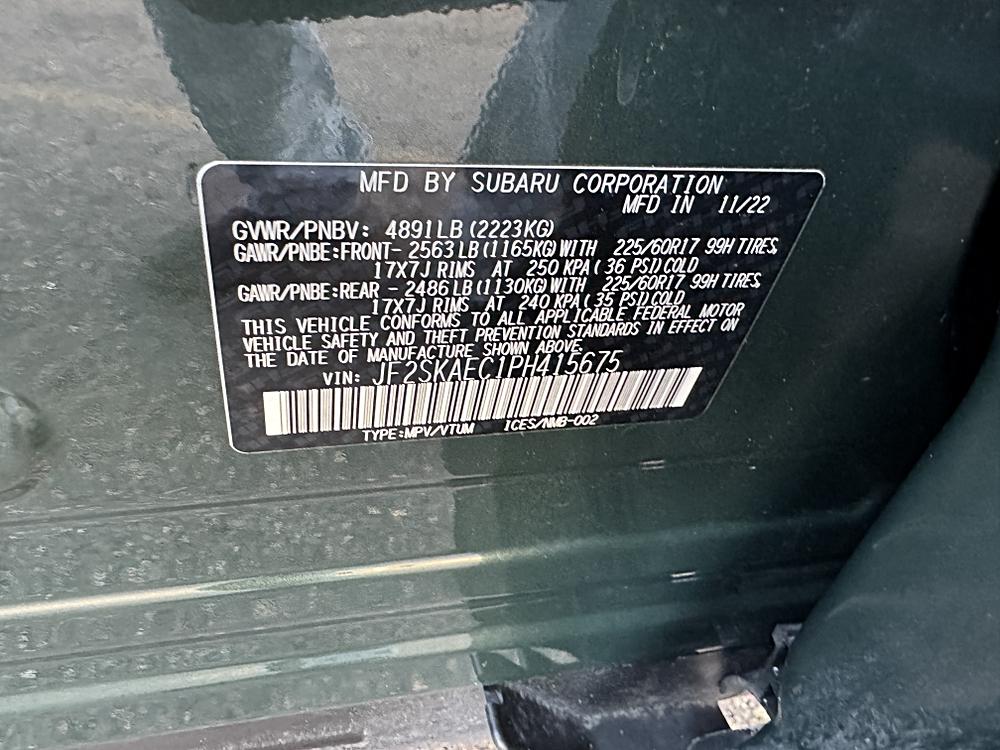 MFD BY SUBARU CORPORATION
MFD IN 11/22
GVWR/PNBV: 4891LB (2223KG)
GAWR/PNBE:FRONT- 2563LB(1165KG)WITH 225/60R17 99H TIRES,
17X7J RIMS AT 250 KPA( 36 PSI)COLD
GAWR/PNBE:REAR - 2486LB(1130KG)WITH 225/60R17 99H TIRES,
17X7J RIMS AT 240 KPA( 35 PSI)COLD
THIS VEHICLE CONFORMS TO ALL APPLICABLE FEDERAL MOTOR
VEHICLE SAFETY AND THEFT PREVENTION STANDARDS IN EFFECT ON
THE DATE OF MANUFACTURE SHOWN ABOVE.
VIN: JF2SKAEC1PH415675
TYPE:MPV/VTUM ICES/NMB-002